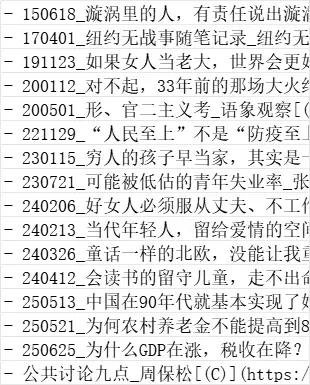 - 150618_漩涡里的人，有责任说出漩涡
- 170401_纽约无战事随笔记录_纽约无
- 191123_如果女人当老大，世界会更好
- 200112_对不起，33年前的那场大火
- 200501_形、官二主义考_语象观察[(
- 221129_“人民至上”不是“防疫至上
- 230115_穷人的孩子早当家，其实是一
- 230721_可能被低估的青年失业率_张
- 240206_好女人必须服从丈夫、不工作
- 240213_当代年轻人，留给爱情的空间
- 240326_童话一样的北欧，没能让我
- 240412_会读书的留守儿童，走不出
- 250513_中国在90年代就基本实现了
- 250521_为何农村养老金不能提高到8
- 250625_为什么GDP在涨，税收在降？
- 公共讨论九点_周保松[(C)](https:/